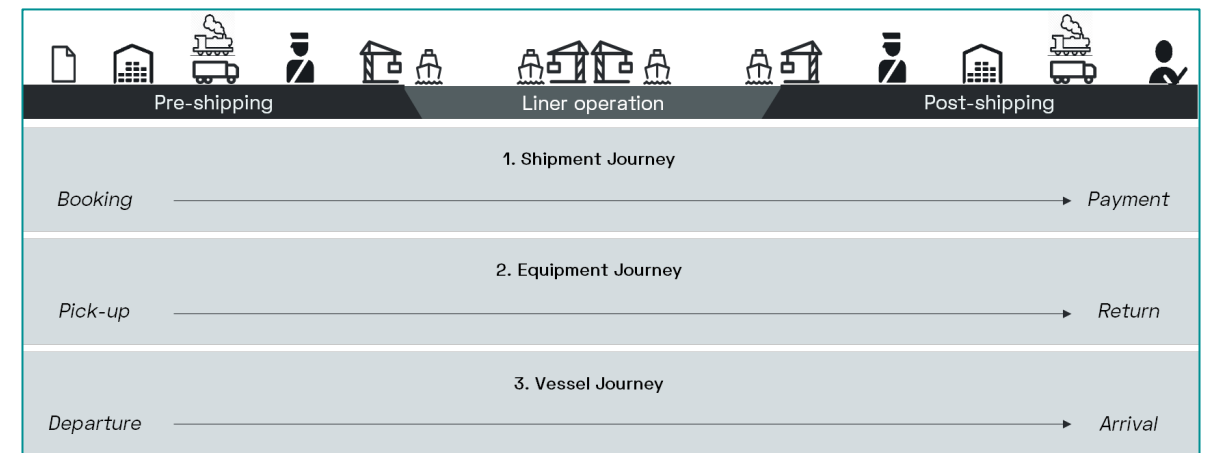 Pre-shipping
Liner operation
Post-shipping
1. Shipment Journey
Booking
Payment
2. Equipment Journey
Pick-up
Return
3. Vessel Journey
Departure
Arrival